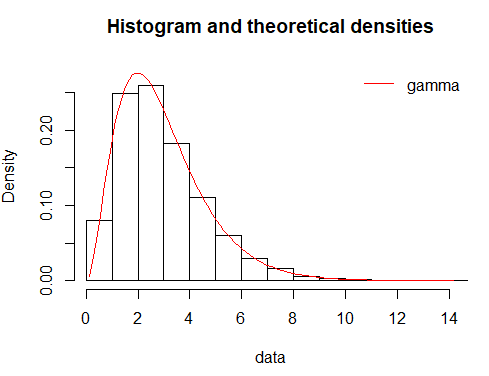 Histogram and theoretical densities
gamma
Density
0.00 0.10 0.20
0 2 4 6 8 10 12 14
data